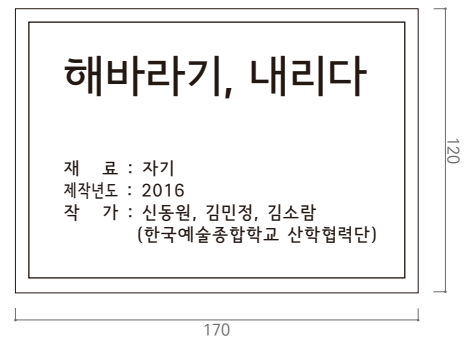 해바라기, 내리다
재 료 : 자기
제작년도 : 2016
작 가 : 신동원, 김민정, 김소람
(한국예술종합학교 산학협력단)
120
170